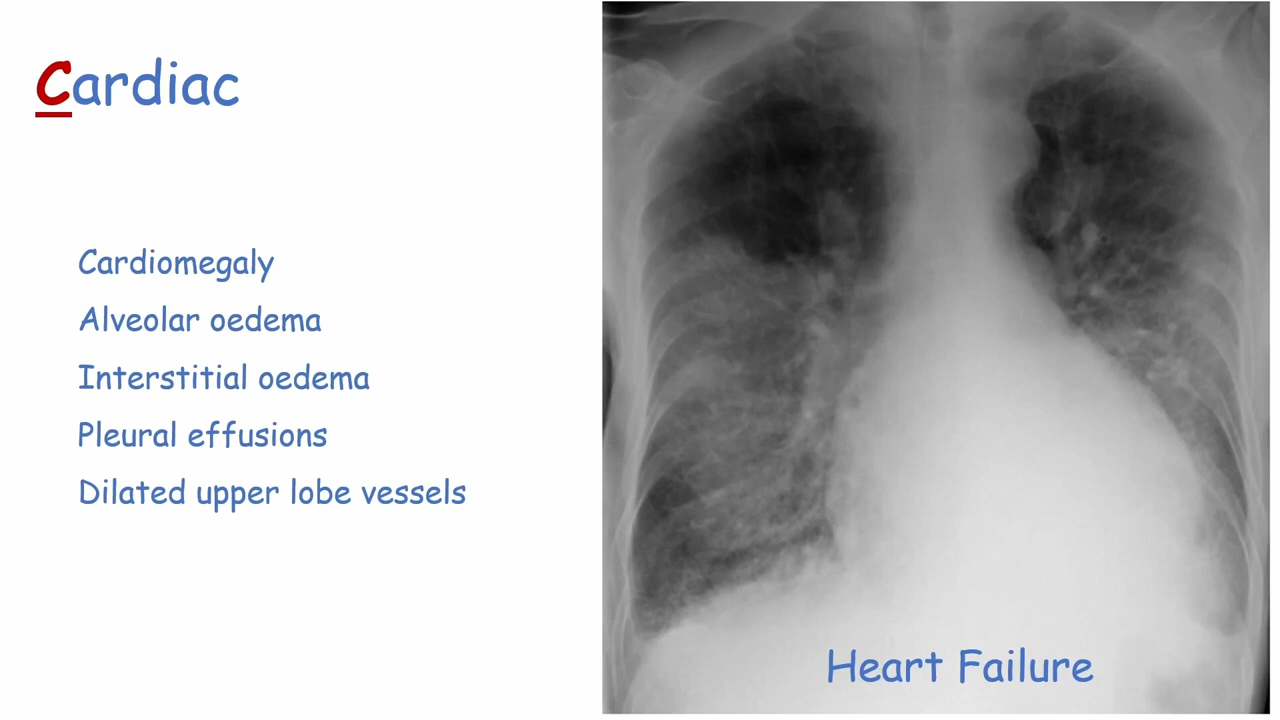 Cardiac
Cardiomegaly
Alveolar oedema
Interstitial oedema
Pleural effusions
Dilated upper lobe vessels
Heart Failure